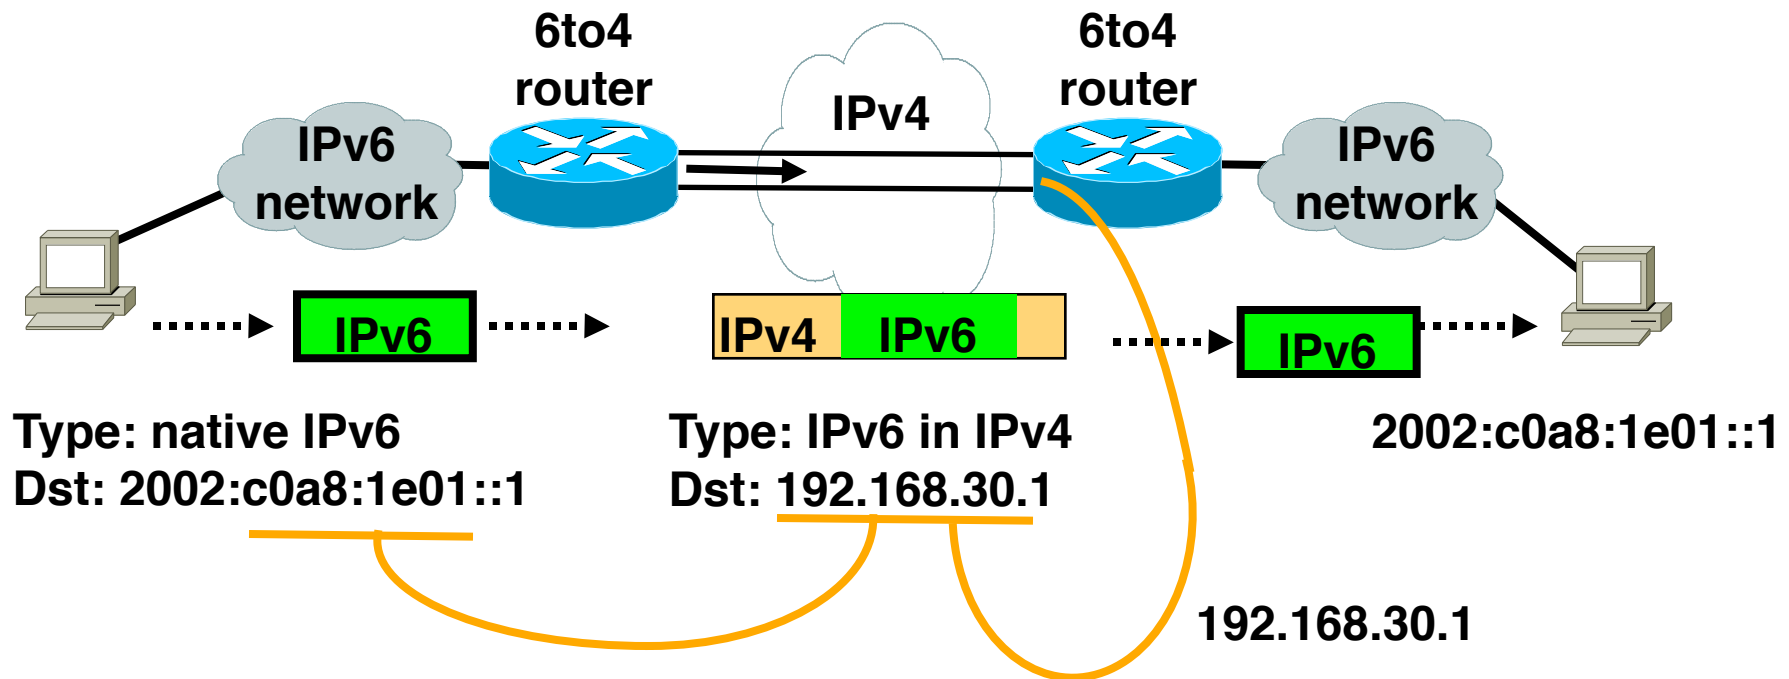 6to4
router
IPv4
6to4
router
IPv6
network
IPv6
network
IPv6
IPv4
IPv6
IPv6
Type: native IPv6
Dst: 2002:c0a8:1e01::1
Type: IPv6 in IPv4
Dst: 192.168.30.1
2002:c0a8:1e01::1
192.168.30.1